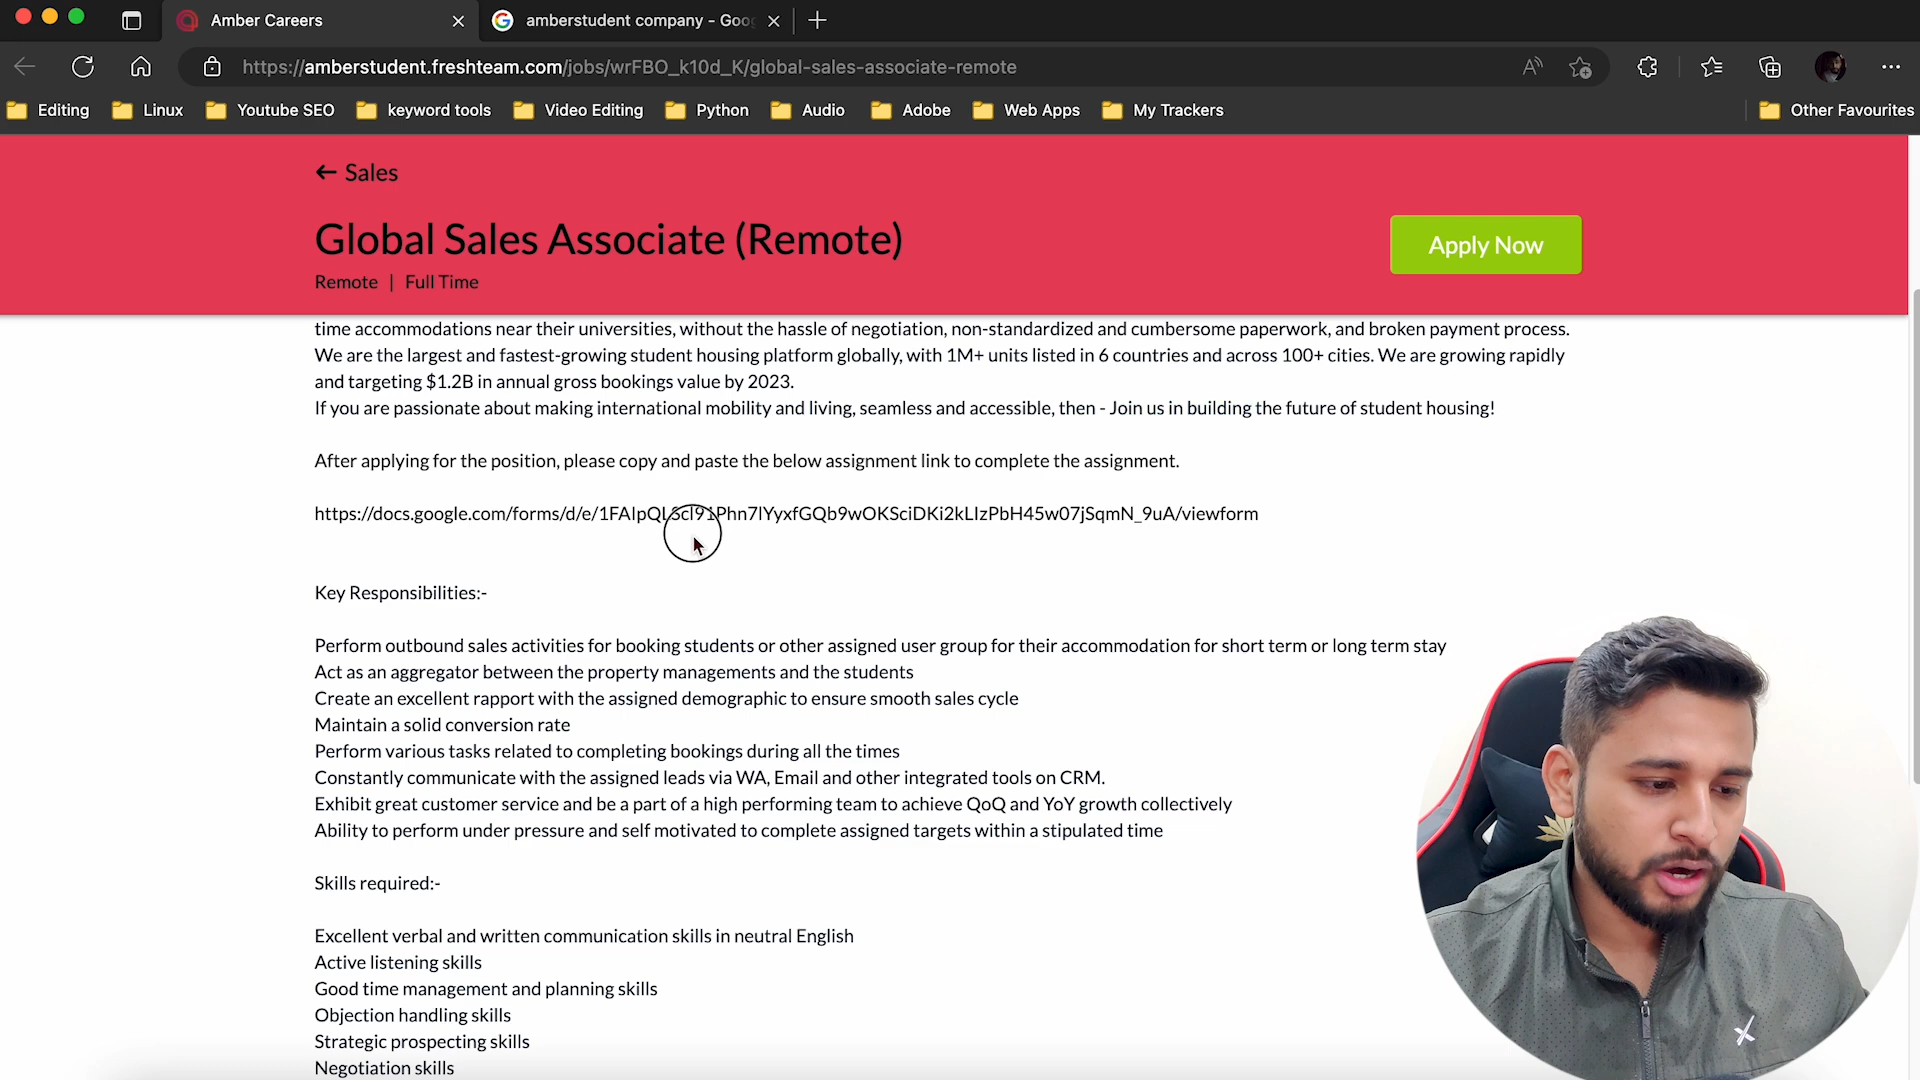 Amber Careers
amberstudent company - Goo
https://amberstudent.freshteam.com/jobs/wrFBO_k10d_K/global-sales-associate-remote
Editing
Linux
Youtube SEO
keyword tools
Video Editing
Python
Audio
Adobe
Web Apps
My Trackers
Other Favourites
← Sales
Global Sales Associate (Remote)
Apply Now
Remote | Full Time
time accommodations near their universities, without the hassle of negotiation, non-standardized and cumbersome paperwork, and broken payment process.
We are the largest and fastest-growing student housing platform globally, with 1M+ units listed in 6 countries and across 100+ cities. We are growing rapidly
and targeting $1.2B in annual gross bookings value by 2023.
If you are passionate about making international mobility and living, seamless and accessible, then - Join us in building the future of student housing!
After applying for the position, please copy and paste the below assignment link to complete the assignment.
https://docs.google.com/forms/d/e/1FAIpQLScl91Phn7lYyxfGQb9wOKSciDKi2kLIzPbH45w07jSqmN_9uA/viewform
Key Responsibilities:-
Perform outbound sales activities for booking students or other assigned user group for their accommodation for short term or long term stay
Act as an aggregator between the property managements and the students
Create an excellent rapport with the assigned demographic to ensure smooth sales cycle
Maintain a solid conversion rate
Perform various tasks related to completing bookings during all the times
Constantly communicate with the assigned leads via WA, Email and other integrated tools on CRM.
Exhibit great customer service and be a part of a high performing team to achieve QoQ and YoY growth collectively
Ability to perform under pressure and self motivated to complete assigned targets within a stipulated time
Skills required:-
Excellent verbal and written communication skills in neutral English
Active listening skills
Good time management and planning skills
Objection handling skills
Strategic prospecting skills
Negotiation skills